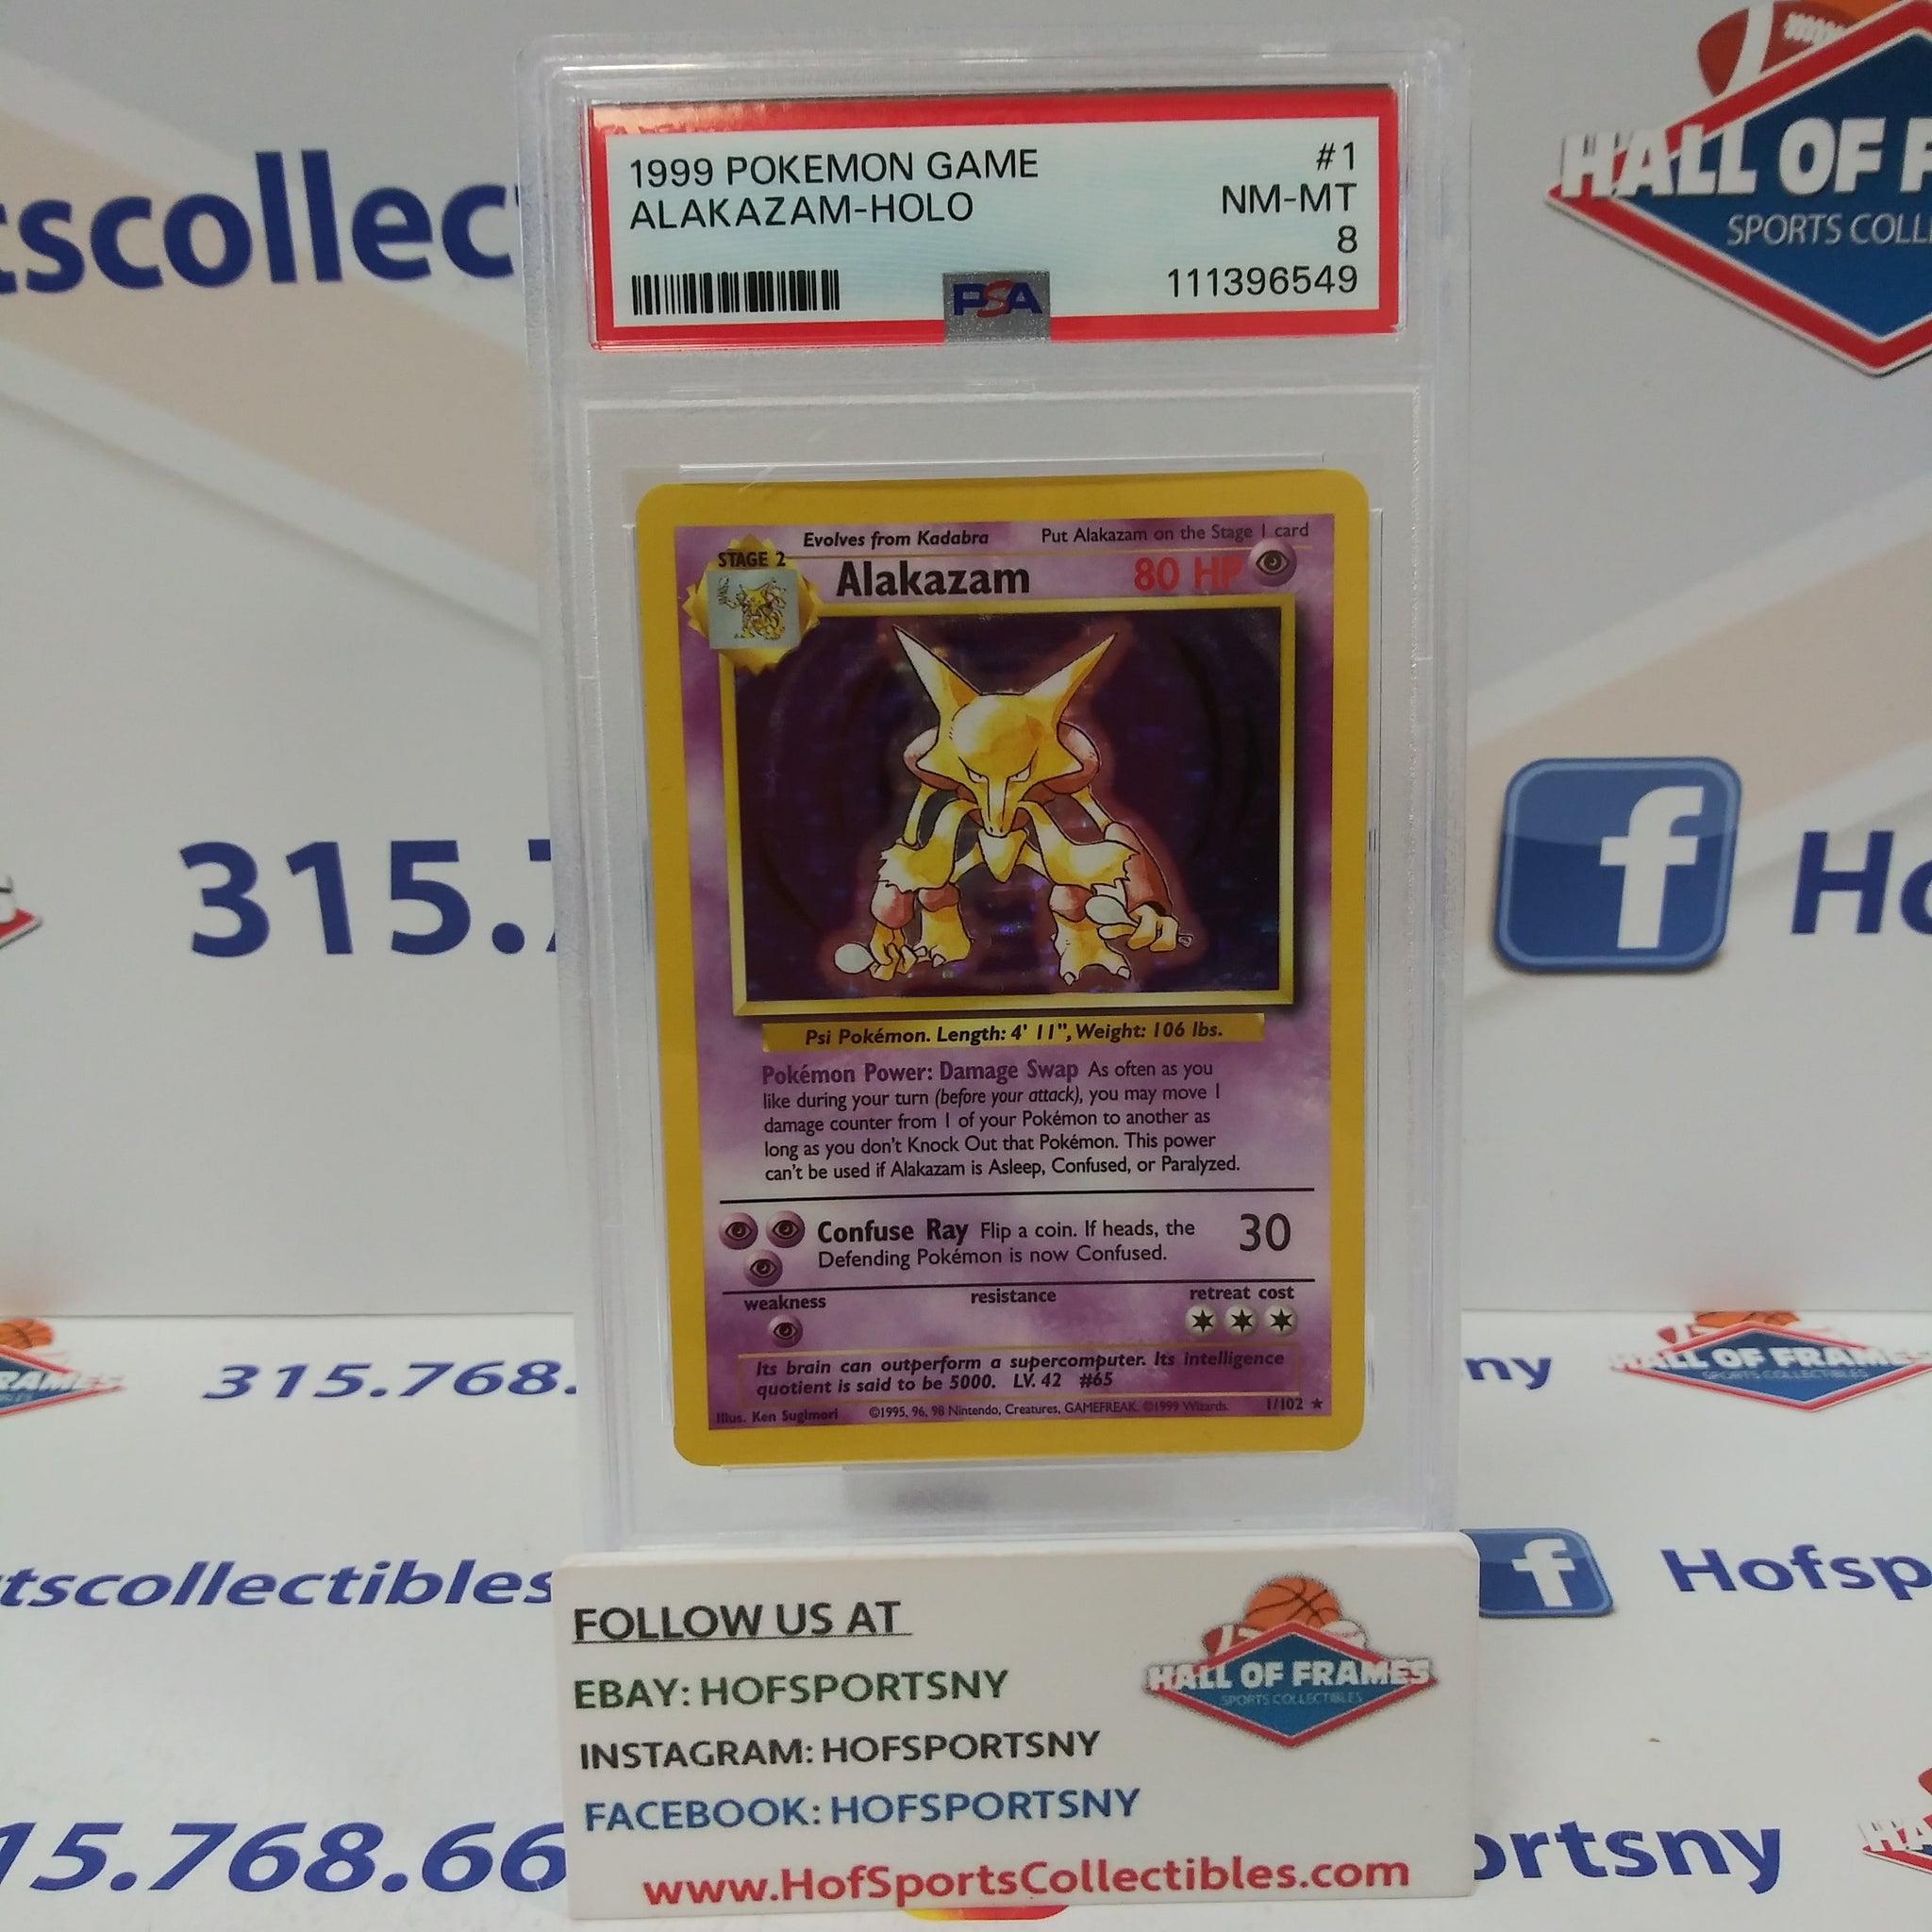 tscollec
HALL OF F
SPORTS COLL
1999 POKEMON GAME #1
ALAKAZAM-HOLO NM-MT
8
PSA 111396549
Evolves from Kadabra Put Alakazam on the Stage 1 card
STAGE 2
Alakazam 80 HP
f Ho
315.7
Psi Pokémon. Length: 4' 11", Weight: 106 lbs.
Pokémon Power: Damage Swap As often as you
like during your turn (before your attack), you may move 1
damage counter from 1 of your Pokémon to another as
long as you don't Knock Out that Pokémon. This power
can't be used if Alakazam is Asleep, Confused, or Paralyzed.
Confuse Ray Flip a coin. If heads, the 30
Defending Pokémon is now Confused.
weakness resistance retreat cost
Its brain can outperform a supercomputer. Its intelligence
quotient is said to be 5000. LV. 42 #65
Illus. Ken Sugimori ©1995, 96, 98 Nintendo, Creatures, GAMEFREAK. ©1999 Wizards. 1/102 ★
RAMES 315.768. ny HALL OF FRAMES
SPORTS COLLECTIBLES
tscollectibles f Hofsp
FOLLOW US AT
EBAY: HOFSPORTSNY
INSTAGRAM: HOFSPORTSNY
FACEBOOK: HOFSPORTSNY
www.HofSportsCollectibles.com
HALL OF FRAMES
SPORTS COLLECTIBLES
15.768.66 ortsny HA